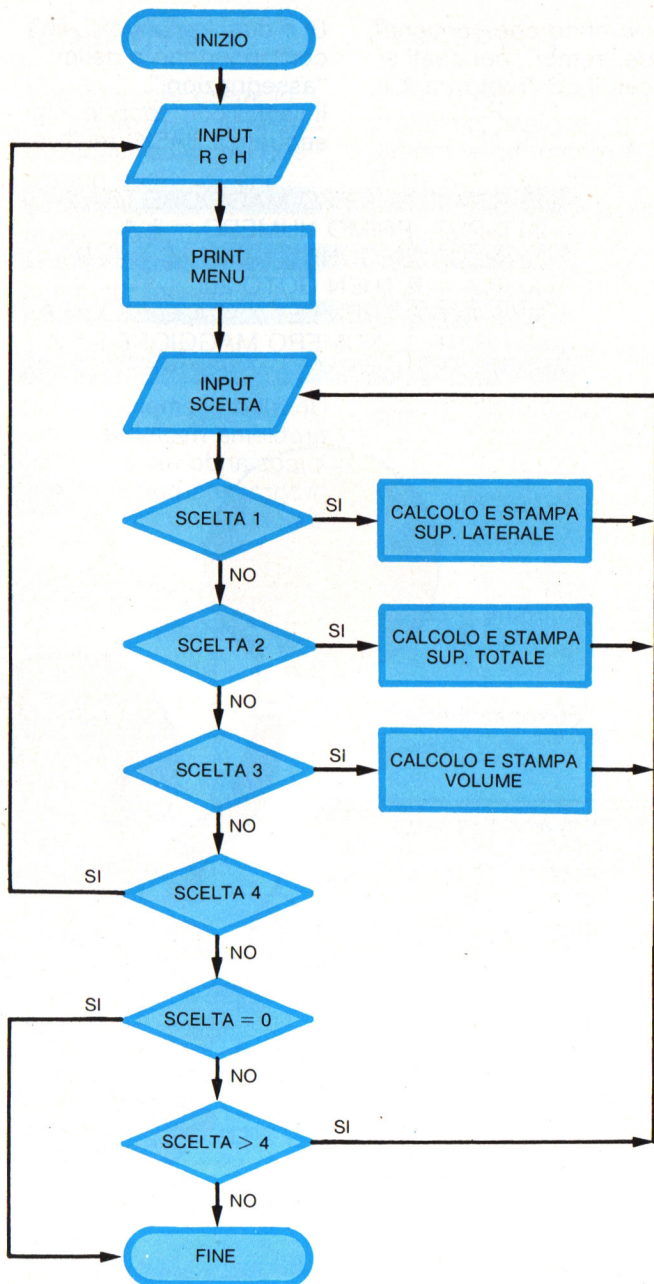 INIZIO
INPUT
R e H
PRINT
MENU
INPUT
SCELTA
SCELTA 1
SI
CALCOLO E STAMPA
SUP. LATERALE
NO
SCELTA 2
SI
CALCOLO E STAMPA
SUP. TOTALE
NO
SCELTA 3
Si
CALCOLO E STAMPA
VOLUME
NO
SI
SCELTA 4
NO
SI
SCELTA = 0
NO
SCELTA > 4
SI
NO
FINE